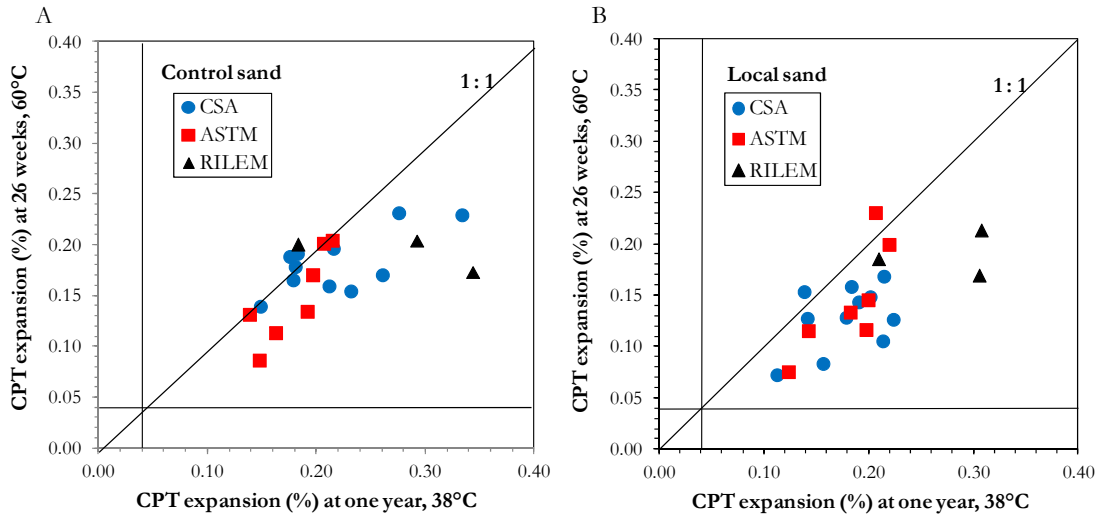 A
CPT expansion (%) at 26 weeks, 60°C
0.40
0.35
0.30
0.25
0.20
0.15
0.10
0.05
0.00
Control sand
CSA
ASTM
RILEM
1 : 1
0.00 0.10 0.20 0.30 0.40
CPT expansion (%) at one year, 38°C
B
CPT expansion (%) at 26 weeks, 60°C
0.40
0.35
0.30
0.25
0.20
0.15
0.10
0.05
0.00
Local sand
CSA
ASTM
RILEM
1 : 1
0.00 0.10 0.20 0.30 0.40
CPT expansion (%) at one year, 38°C